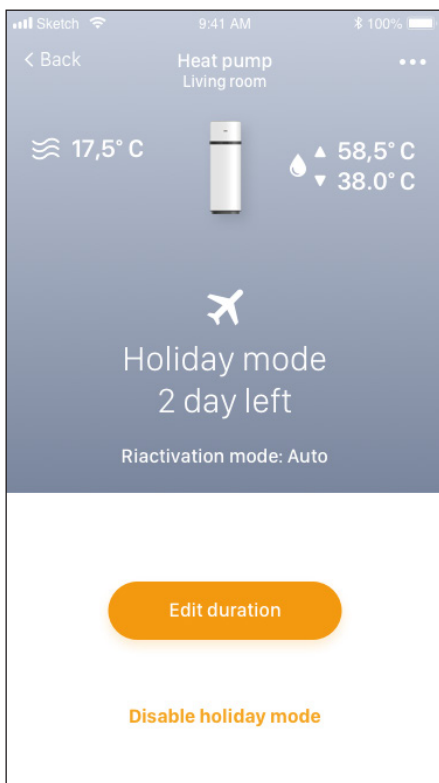 Sketch 9:41 AM 100%
Back Heat pump
Living room
17,5° C
58,5° C
38.0° C
Holiday mode
2 day left
Riactivation mode: Auto
Edit duration
Disable holiday mode